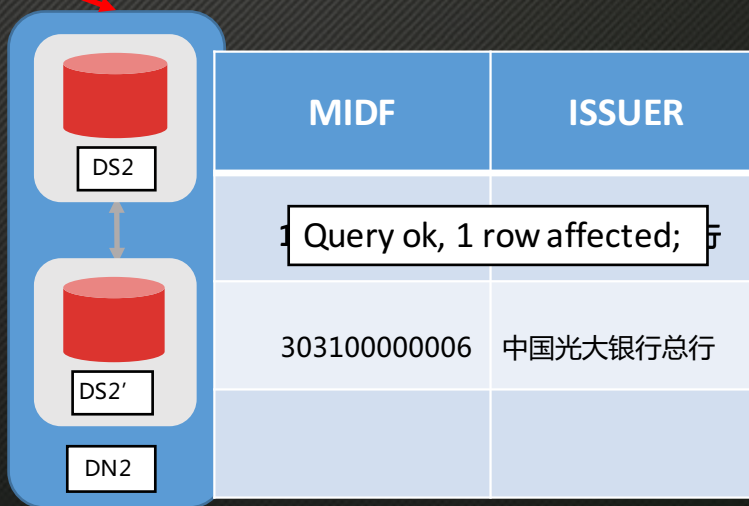 MIDF ISSUER
DS2
Query ok, 1 row affected;
303100000006 中国光大银行总行
DS2'
DN2